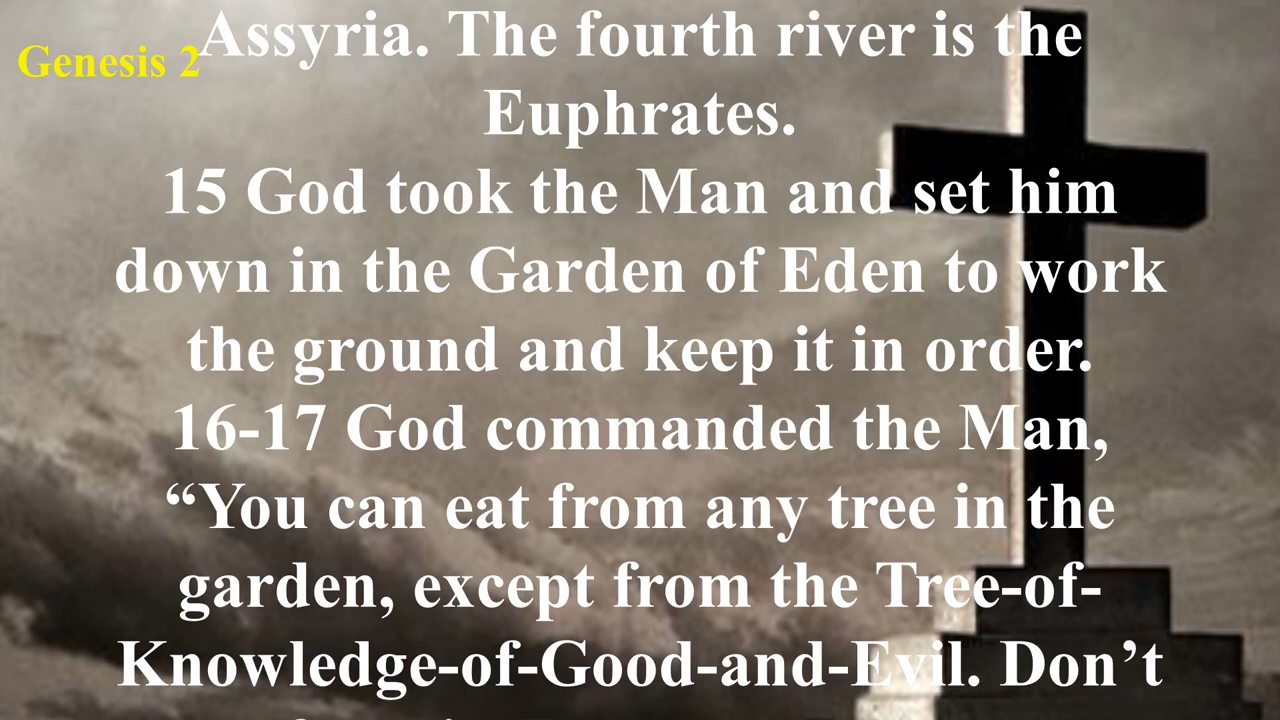 Genesis 2
Assyria. The fourth river is the
Euphrates.
15 God took the Man and set him
down in the Garden of Eden to work
the ground and keep it in order.
16-17 God commanded the Man,
“You can eat from any tree in the
garden, except from the Tree-of-
Knowledge-of-Good-and-Evil. Don’t